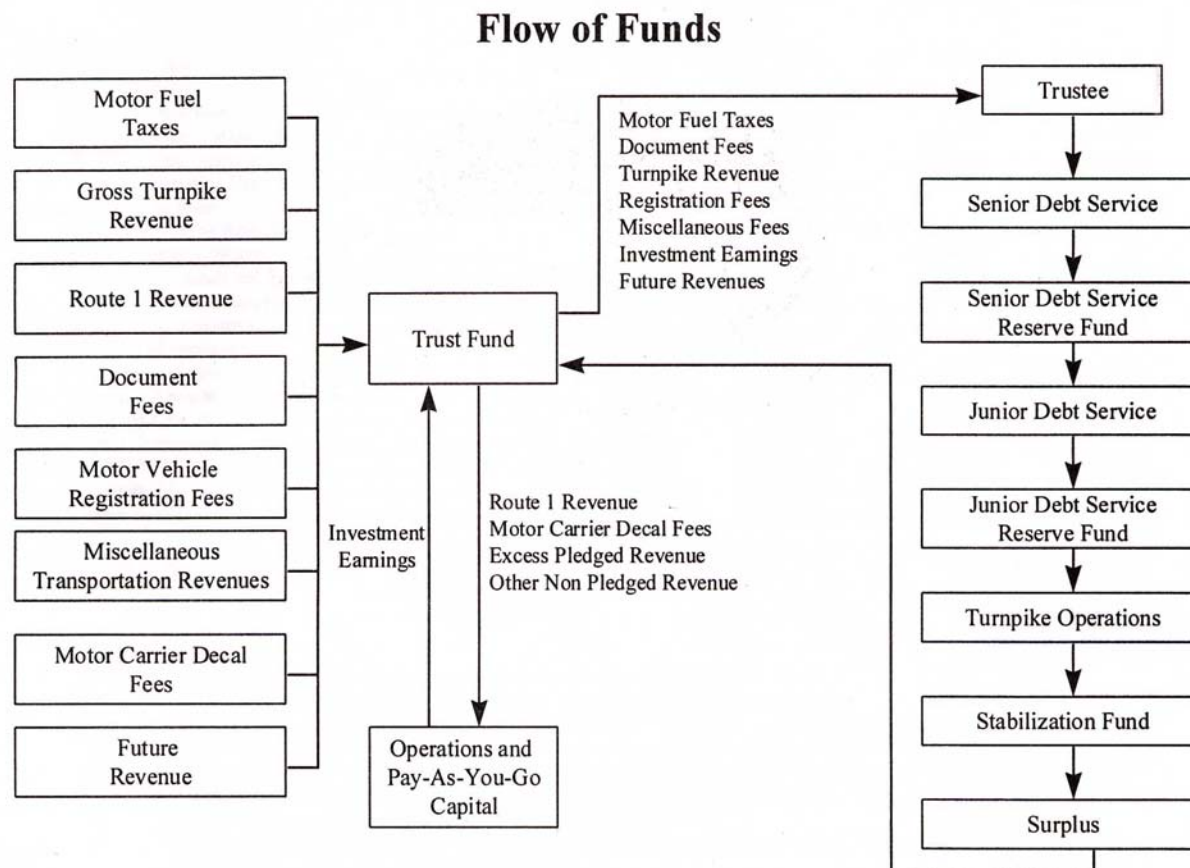 Flow of Funds
Motor Fuel
Taxes
Gross Turnpike
Revenue
Route 1 Revenue
Document
Fees
Motor Vehicle
Registration Fees
Miscellaneous
Transportation Revenues
Motor Carrier Decal
Fees
Future
Revenue
Trust Fund
Investment
Earnings
Route 1 Revenue
Motor Carrier Decal Fees
Excess Pledged Revenue
Other Non Pledged Revenue
Operations and
Pay-As-You-Go
Capital
Motor Fuel Taxes
Document Fees
Turnpike Revenue
Registration Fees
Miscellaneous Fees
Investment Earnings
Future Revenues
Trustee
Senior Debt Service
Senior Debt Service
Reserve Fund
Junior Debt Service
Junior Debt Service
Reserve Fund
Turnpike Operations
Stabilization Fund
Surplus